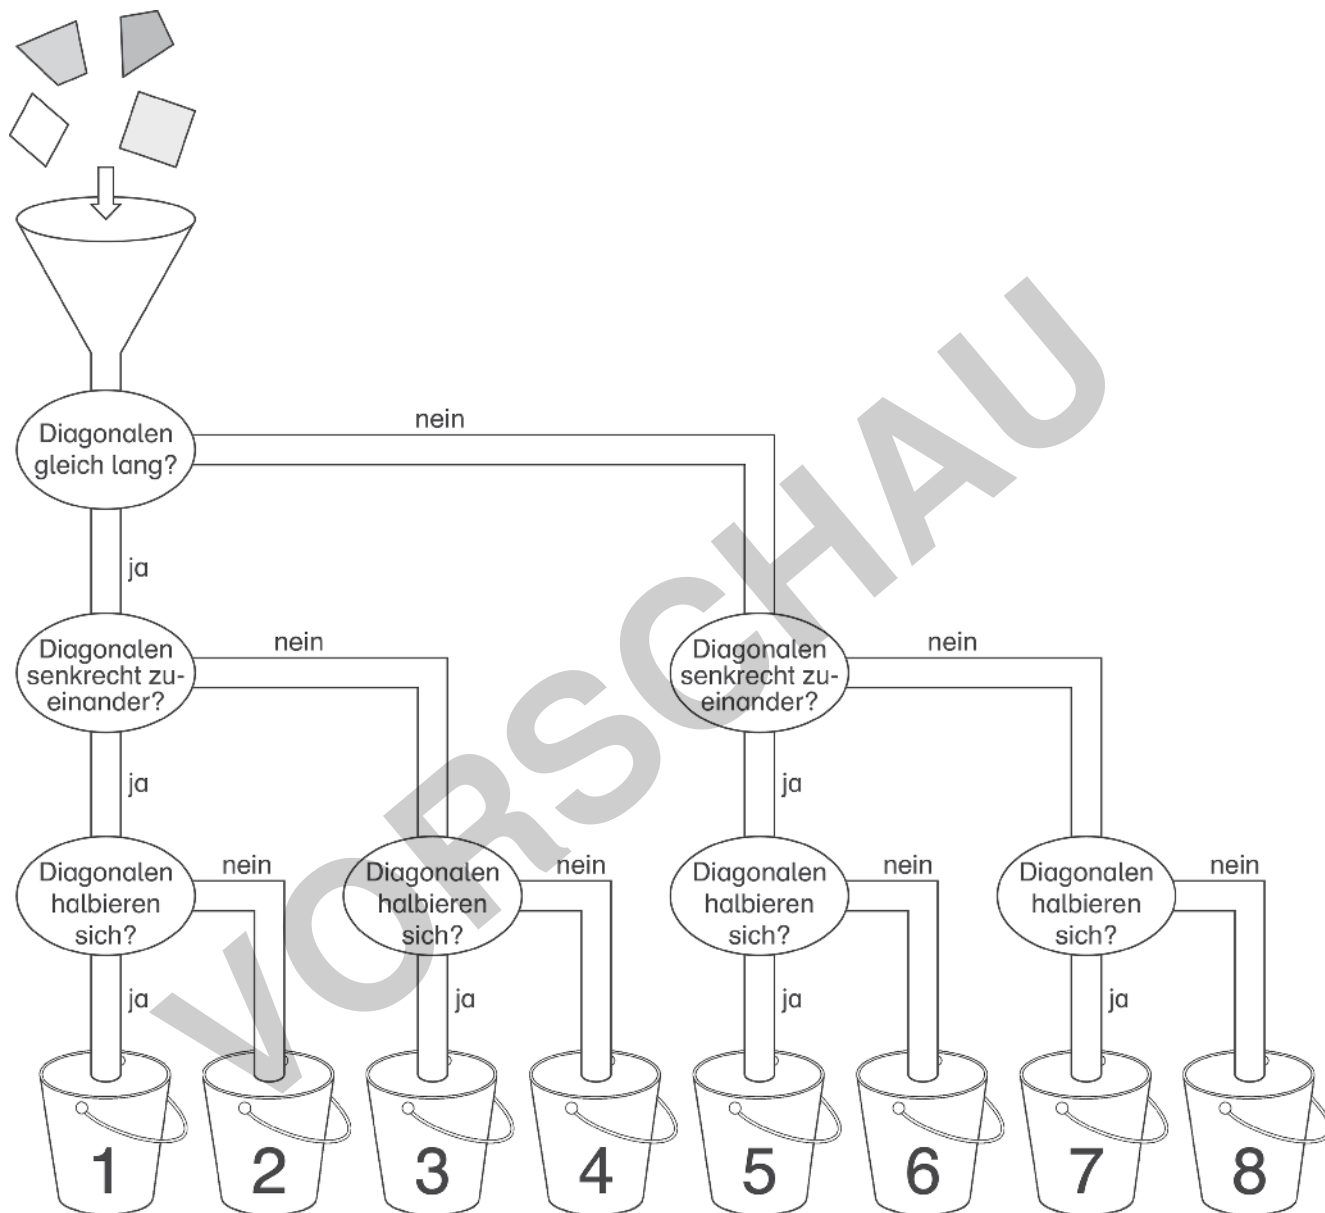 nein
Diagonalen
gleich lang?
ja
Diagonalen
senkrecht zu-
einander?
nein
Diagonalen
senkrecht zu-
einander?
nein
ja
ja
Diagonalen
halbieren
sich?
nein
Diagonalen
halbieren
sich?
nein
Diagonalen
halbieren
sich?
nein
Diagonalen
halbieren
sich?
nein
ja
ja
ja
ja
1
2
3
4
5
6
7
8
VORSCHAU